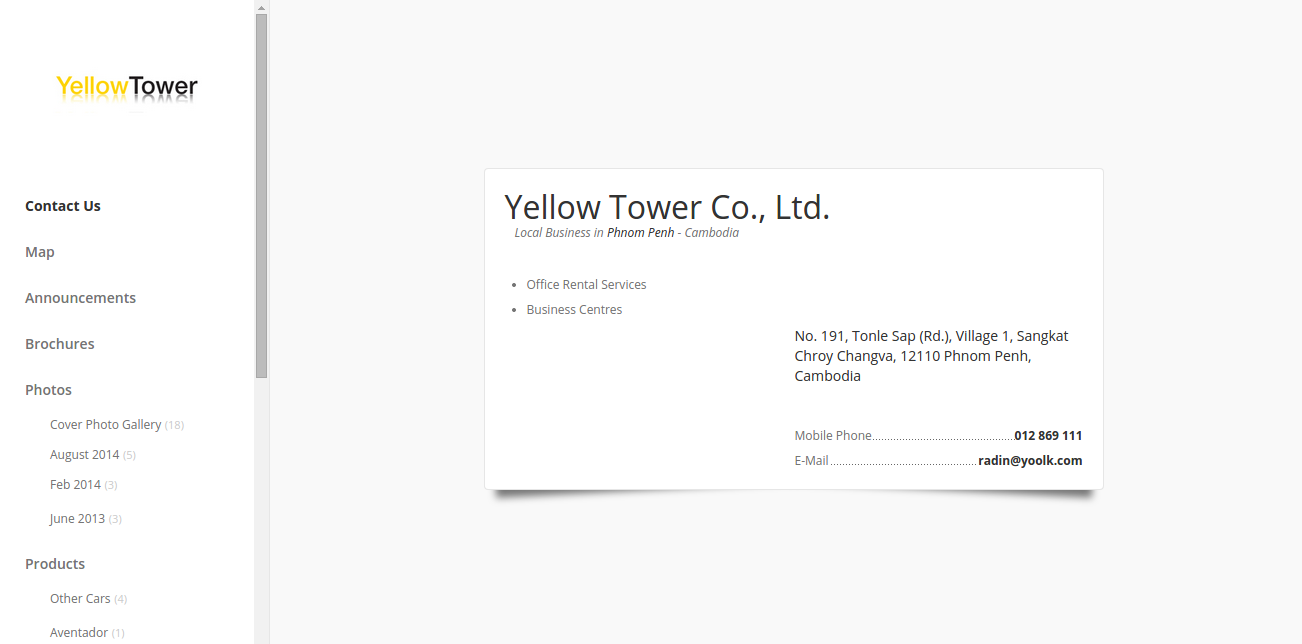 YellowTower
Contact Us
Map
Announcements
Brochures
Photos
Cover Photo Gallery (18)
August 2014 (5)
Feb 2014 (3)
June 2013 (3)
Products
Other Cars (4)
Aventador (1)
Yellow Tower Co., Ltd.
Local Business in Phnom Penh - Cambodia
• Office Rental Services
• Business Centres
No. 191, Tonle Sap (Rd.), Village 1, Sangkat
Chroy Changva, 12110 Phnom Penh,
Cambodia
Mobile Phone 012 869 111
E-Mail radin@yoolk.com